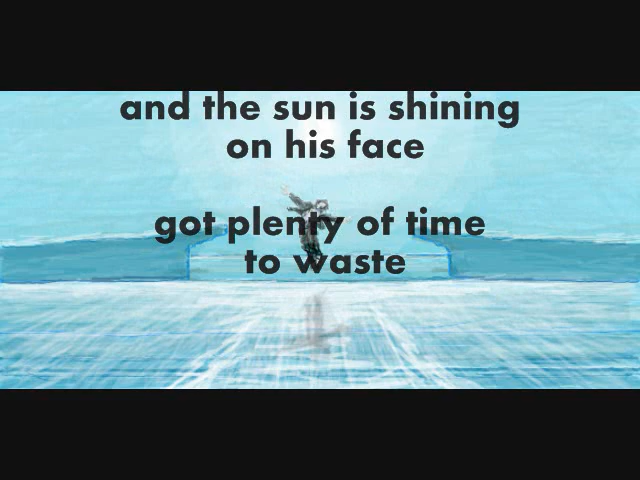 and the sun is shining
on his face
got plenty of time
to waste